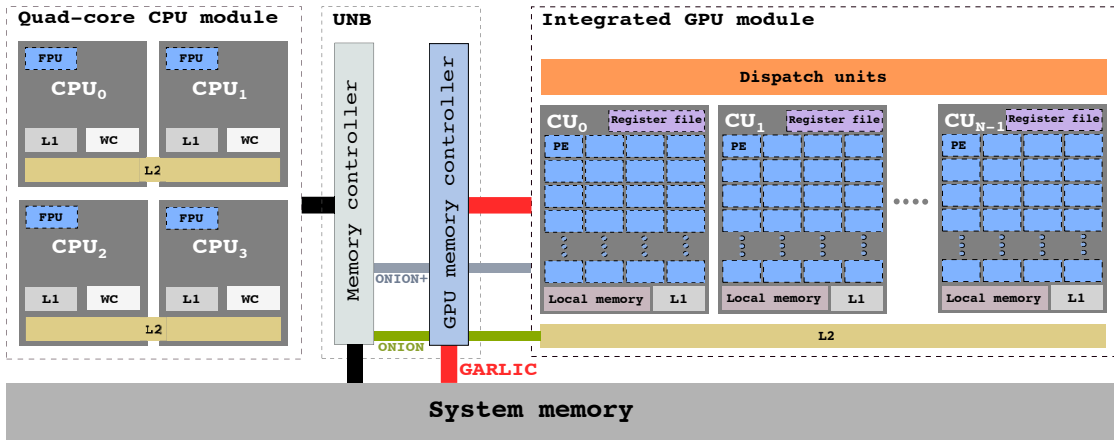 Quad-core CPU module
FPU
CPU0
L1
WC
FPU
CPU1
L1
WC
L2
FPU
CPU2
L1
WC
FPU
CPU3
L1
WC
L2
UNB
Memory controller
GPU memory controller
ONION+
ONION
GARLIC
Integrated GPU module
Dispatch units
CU0
Register file
PE
Local memory
L1
CU1
Register file
PE
Local memory
L1
CUN-1
Register file
PE
Local memory
L1
L2
System memory